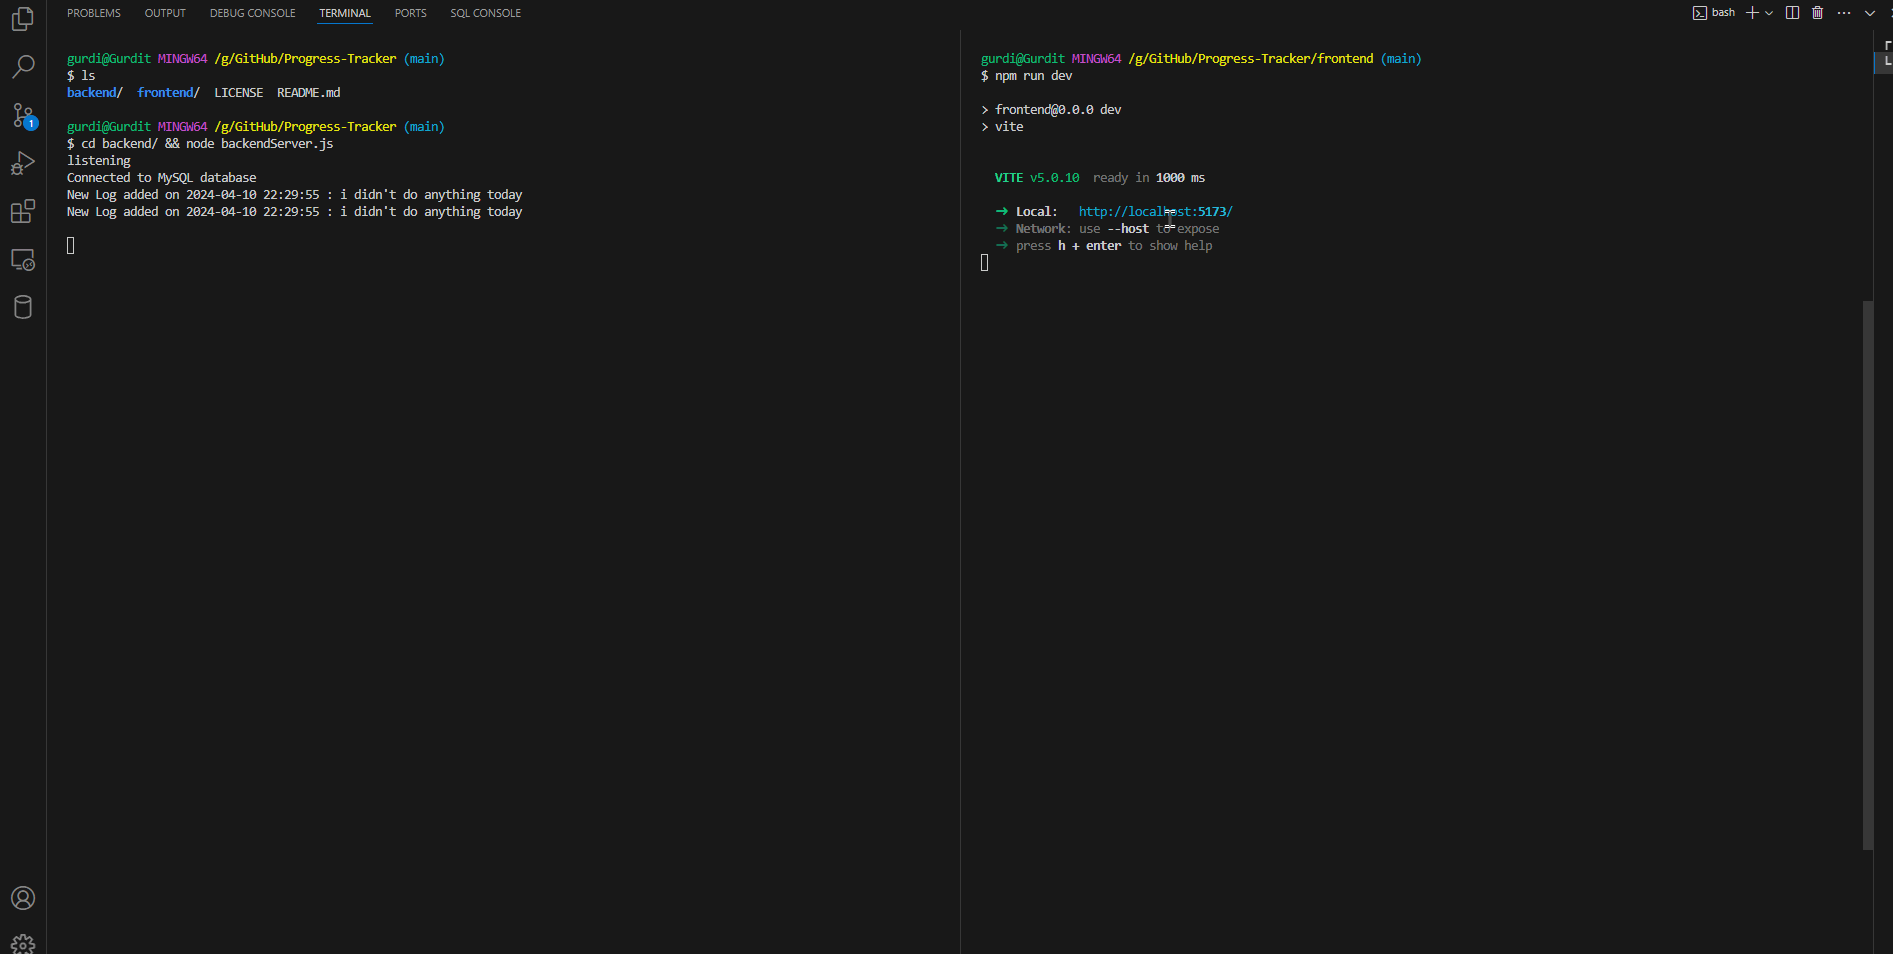 PROBLEMS OUTPUT DEBUG CONSOLE TERMINAL PORTS SQL CONSOLE
bash
gurdi@Gurdit MINGW64 /g/GitHub/Progress-Tracker (main)
$ ls
backend/ frontend/ LICENSE README.md
gurdi@Gurdit MINGW64 /g/GitHub/Progress-Tracker (main)
$ cd backend/ && node backendServer.js
listening
Connected to MySQL database
New Log added on 2024-04-10 22:29:55 : i didn't do anything today
New Log added on 2024-04-10 22:29:55 : i didn't do anything today
gurdi@Gurdit MINGW64 /g/GitHub/Progress-Tracker/frontend (main)
$ npm run dev
> frontend@0.0.0 dev
> vite
VITE v5.0.10 ready in 1000 ms
➜ Local: http://localhost:5173/
➜ Network: use --host to expose
➜ press h + enter to show help
1